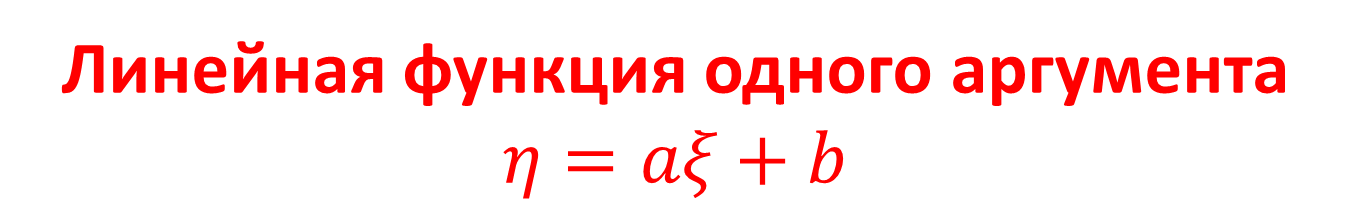 Линейная функция одного аргумента
η = aξ + b